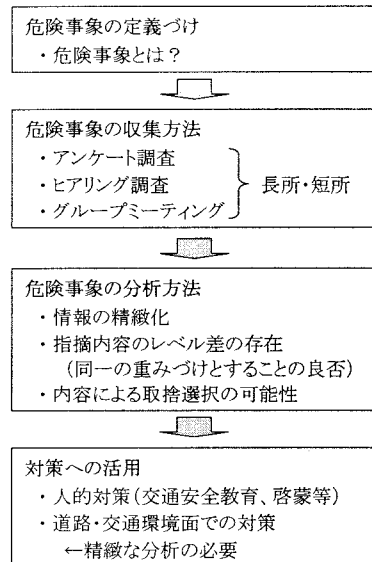 危険事象の定義づけ
・危険事象とは?
危険事象の収集方法
・アンケート調査
・ヒアリング調査
・グループミーティング
長所・短所
危険事象の分析方法
・情報の精緻化
・指摘内容のレベル差の存在
(同一の重みづけとすることの良否)
・内容による取捨選択の可能性
対策への活用
・人的対策(交通安全教育、啓蒙等)
・道路・交通環境面での対策
←精緻な分析の必要